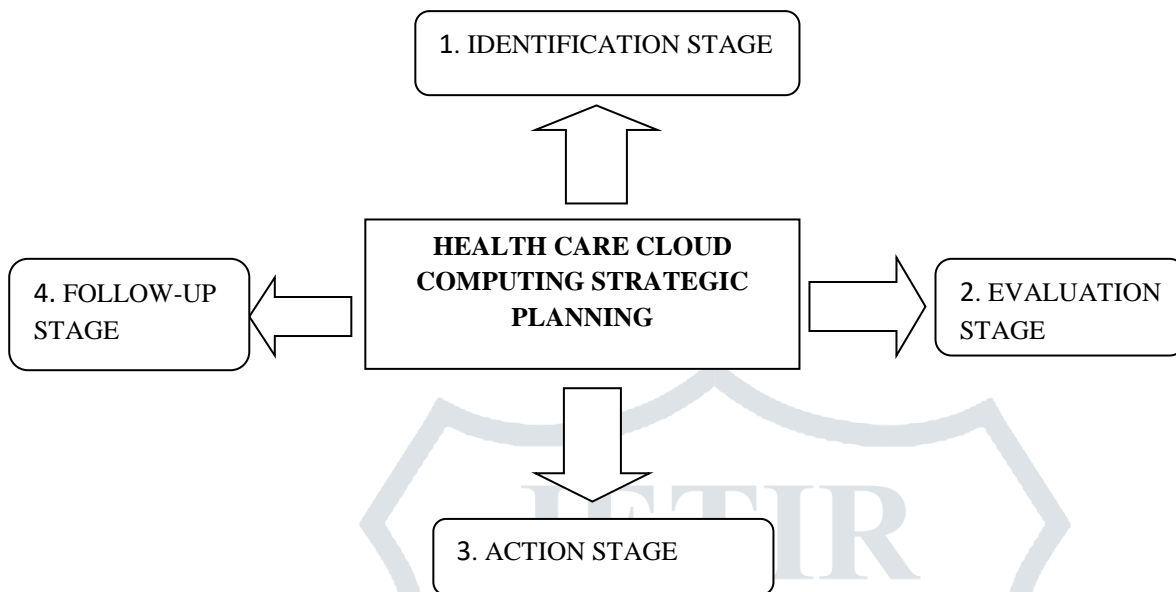 1. IDENTIFICATION STAGE
HEALTH CARE CLOUD
COMPUTING STRATEGIC
PLANNING
4. FOLLOW-UP
STAGE
2. EVALUATION
STAGE
JETIR
3. ACTION STAGE